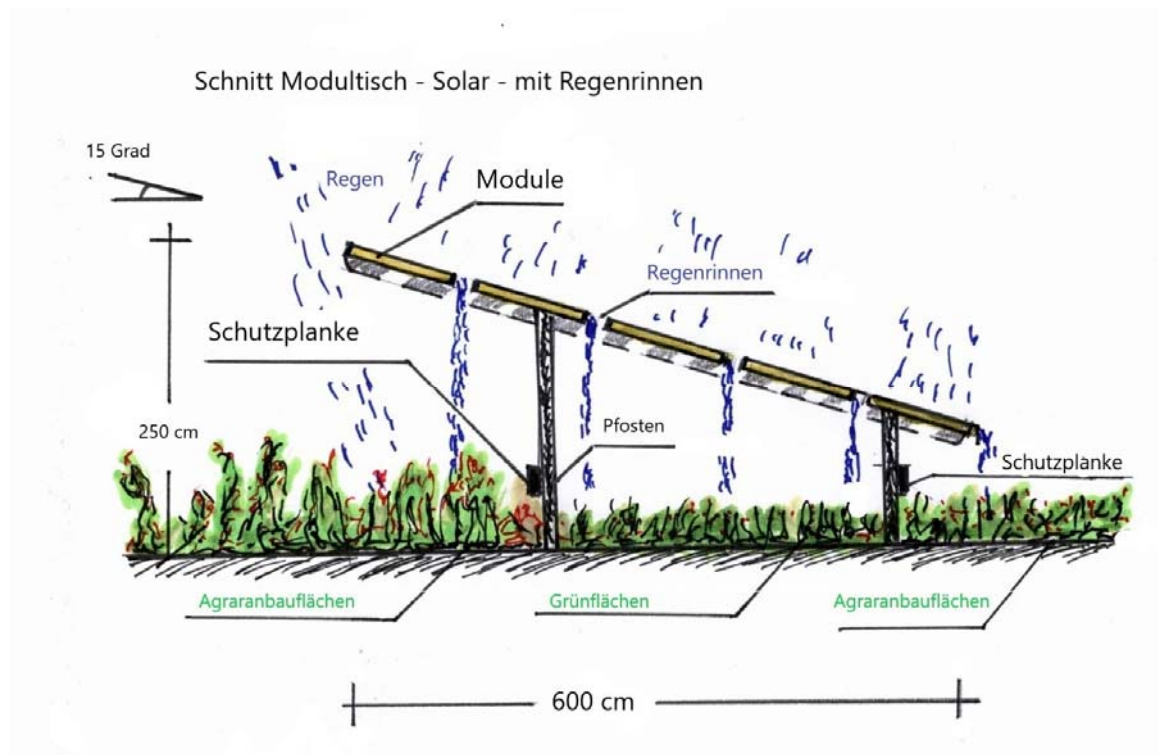 Schnitt Modultisch - Solar - mit Regenrinnen
15 Grad
Regen
Module
Regenrinnen
Schutzplanke
250 cm
Pfosten
Schutzplanke
Agraranbauflächen
Grünflächen
Agraranbauflächen
600 cm